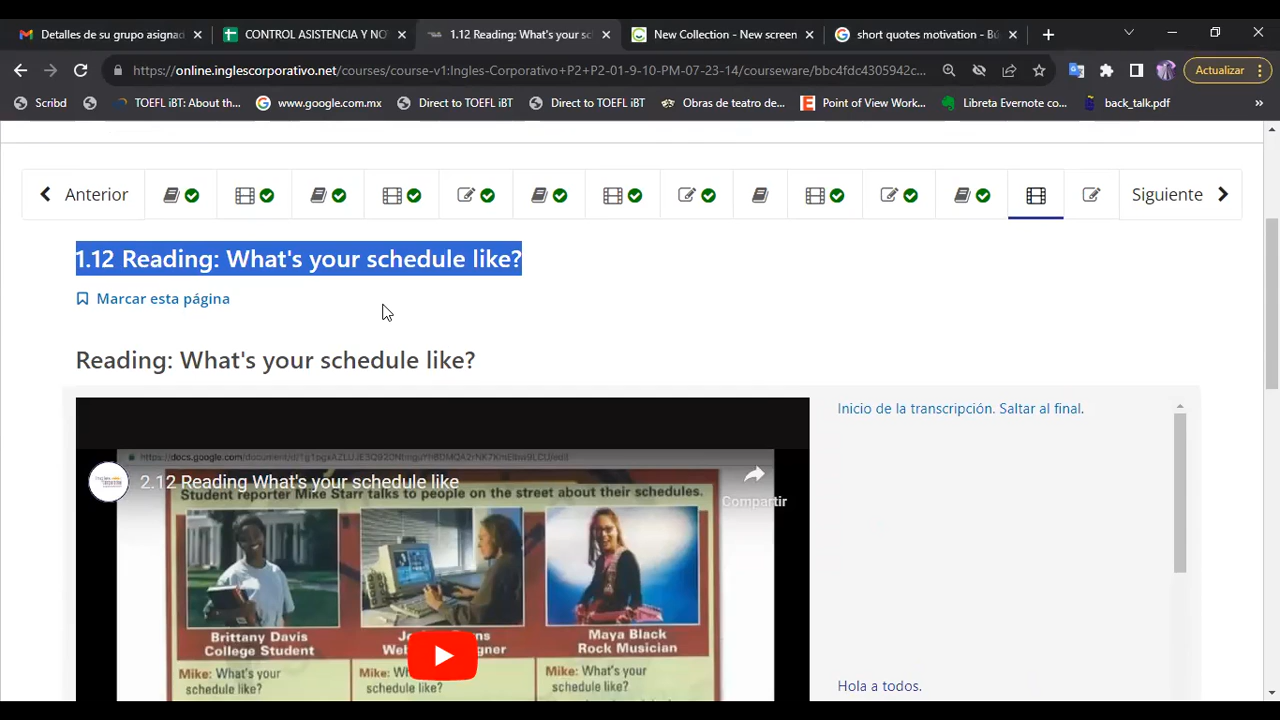 Detalles de su grupo asignad
CONTROL ASISTENCIA Y NO
1.12 Reading: What's your sc
New Collection - New screen
short quotes motivation - Bú
https://online.inglescorporativo.net/courses/course-v1:Ingles-Corporativo+P2+P2-01-9-10-PM-07-23-14/courseware/bbc4fdc4305942c...
Actualizar
Scribd
TOEFL iBT: About th...
www.google.com.mx
Direct to TOEFL iBT
Direct to TOEFL iBT
Obras de teatro de...
Point of View Work...
Libreta Evernote co...
back_talk.pdf
Anterior
Siguiente
1.12 Reading: What's your schedule like?
Marcar esta página
Reading: What's your schedule like?
Inicio de la transcripción. Saltar al final.
2.12 Reading What's your schedule like
Compartir
Student reporter Mike Starr talks to people on the street about their schedules.
Brittany Davis
College Student
Maya Black
Rock Musician
Mike: What's your
schedule like?
schedule like?
Mike: What's your
schedule like?
Hola a todos.